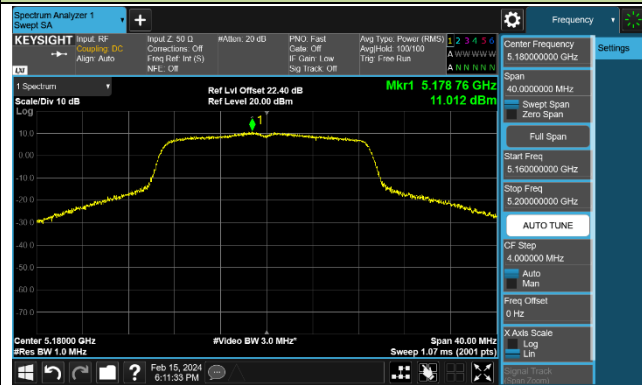 Spectrum Analyzer 1
Swept SA
+
Frequency
KEYSIGHT
Input: RF
Coupling: DC
Align: Auto
Input Z: 50 Ω
Corrections: Off
Freq Ref: Int (S)
NFE: Off
#Atten: 20 dB
PNO: Fast
Gate: Off
IF Gain: Low
Sig Track: Off
Avg Type: Power (RMS)
Avg|Hold: 100/100
Trig: Free Run
1 2 3 4 5 6
A W W W W W
A N N N N N
LXI
1 Spectrum
Scale/Div 10 dB
Log
Ref Lvl Offset 22.40 dB
Ref Level 20.00 dBm
Mkr1 5.178 76 GHz
11.012 dBm
1
10.0
0.00
-10.0
-20.0
-30.0
-40.0
-50.0
-60.0
-70.0
Center 5.18000 GHz
#Res BW 1.0 MHz
#Video BW 3.0 MHz*
Span 40.00 MHz
Sweep 1.07 ms (2001 pts)
Feb 15, 2024
6:11:33 PM
?
Center Frequency
5.180000000 GHz
Settings
Span
40.0000000 MHz
Swept Span
Zero Span
Full Span
Start Freq
5.160000000 GHz
Stop Freq
5.200000000 GHz
AUTO TUNE
CF Step
4.000000 MHz
Auto
Man
Freq Offset
0 Hz
X Axis Scale
Log
Lin
Signal Track
(Span Zoom)